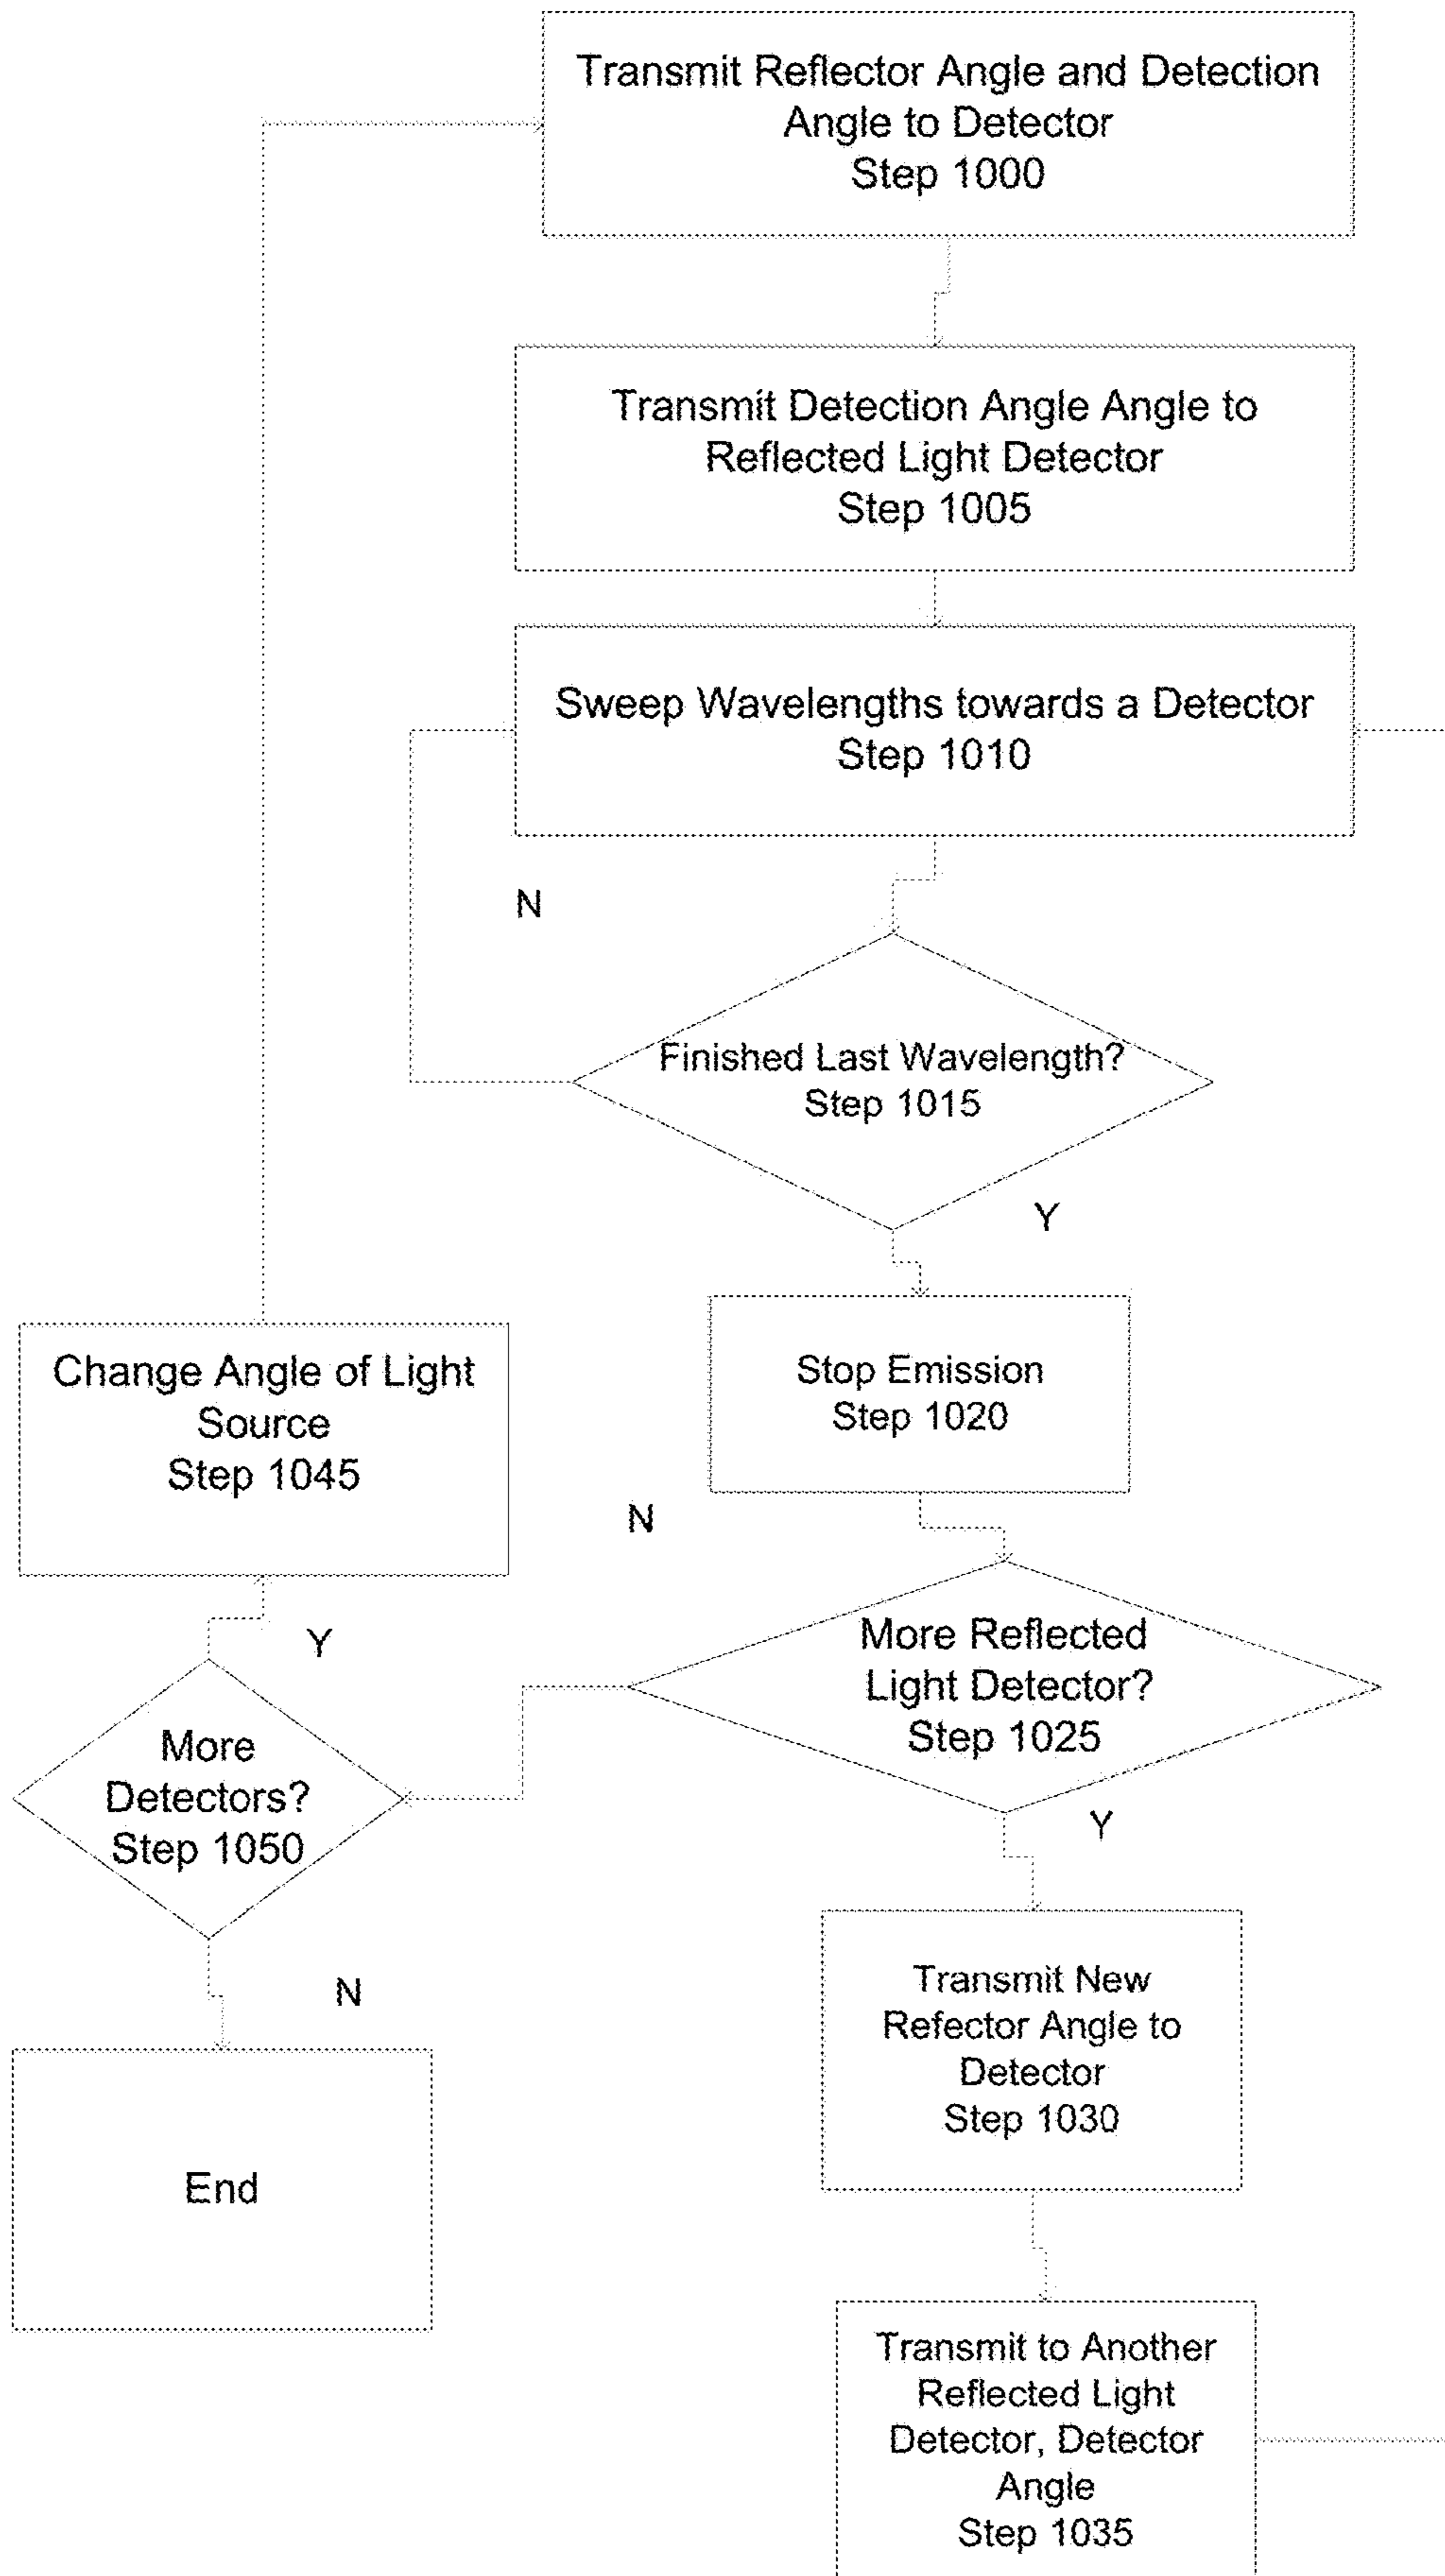 Transmit Reflector Angle and Detection
Angle to Detector
Step 1000
Transmit Detection Angle Angle to
Reflected Light Detector
Step 1005
Sweep Wavelengths towards a Detector
Step 1010
N
Finished Last Wavelength?
Step 1015
Y
Stop Emission
Step 1020
Change Angle of Light
Source
Step 1045
N
More Reflected
Light Detector?
Step 1025
Y
More
Detectors?
Step 1050
Y
N
End
Transmit New
Refector Angle to
Detector
Step 1030
Transmit to Another
Reflected Light
Detector, Detector
Angle
Step 1035